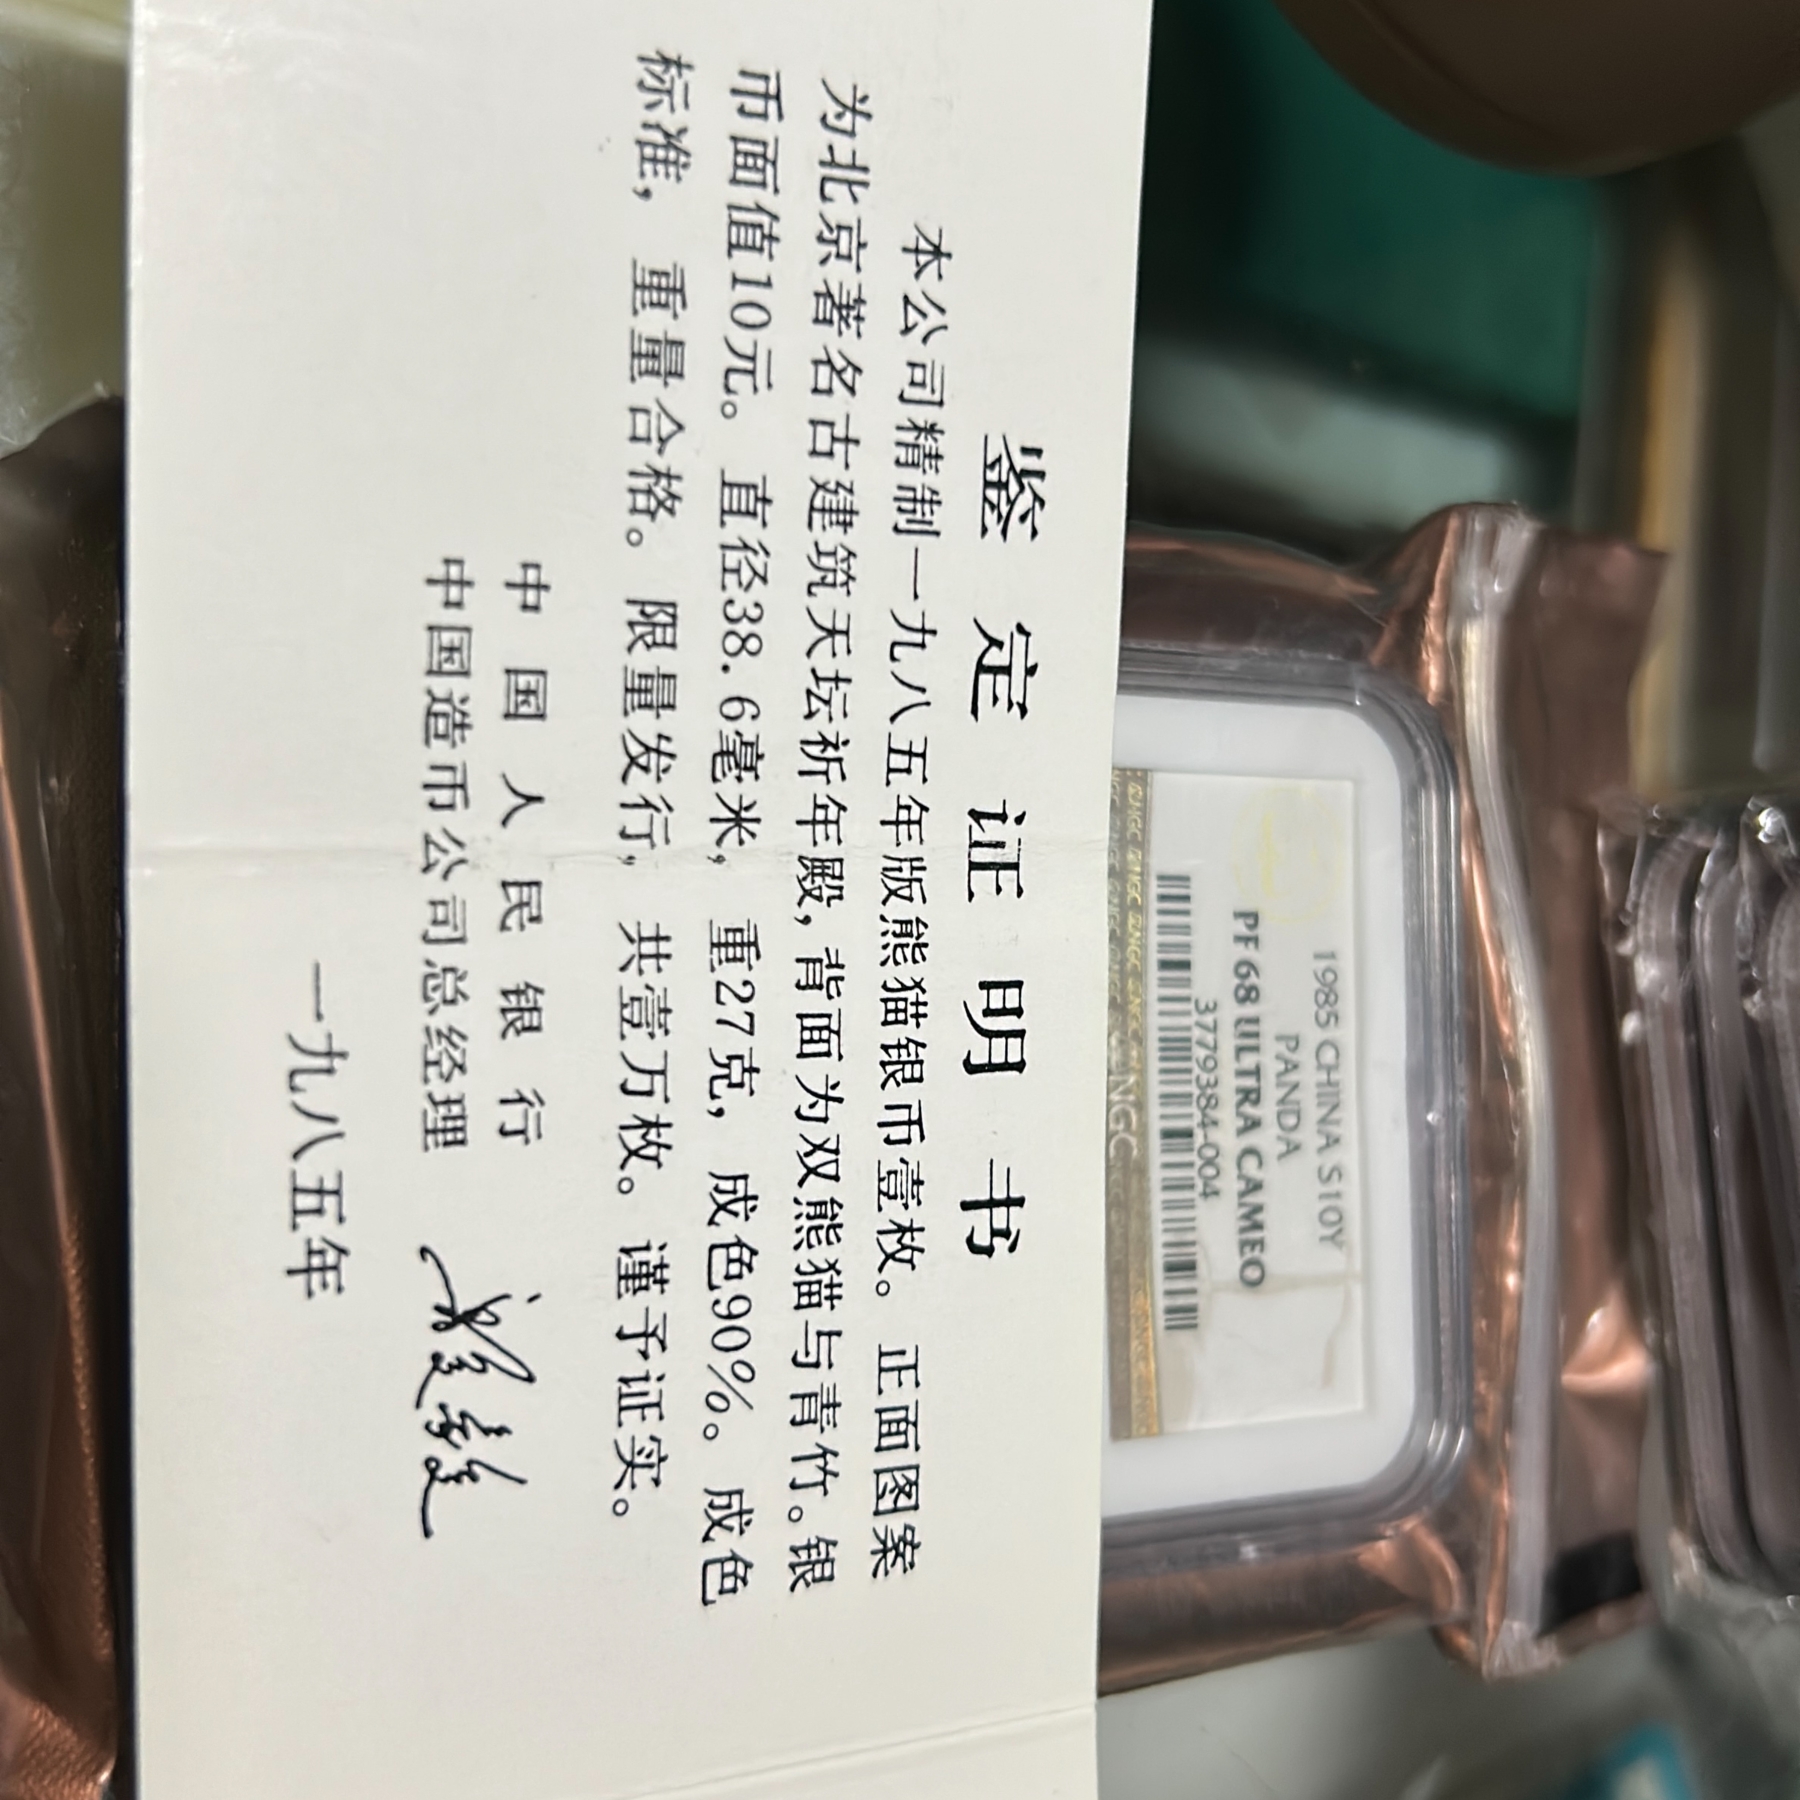 鉴定证明书
本公司精制一九八五年版熊猫银币壹枚。正面图案
为北京著名古建筑天坛祈年殿,背面为双熊猫与青竹。银
币面值10元。直径38.6毫米,重27克,成色90%。成色
标准,重量合格。限量发行,共壹万枚。谨予证实。
中国人民银行
中国造币公司总经理
一九八五年
1985 CHINA S10Y
PANDA
PF 68 ULTRA CAMEO
3779384-004
NGC